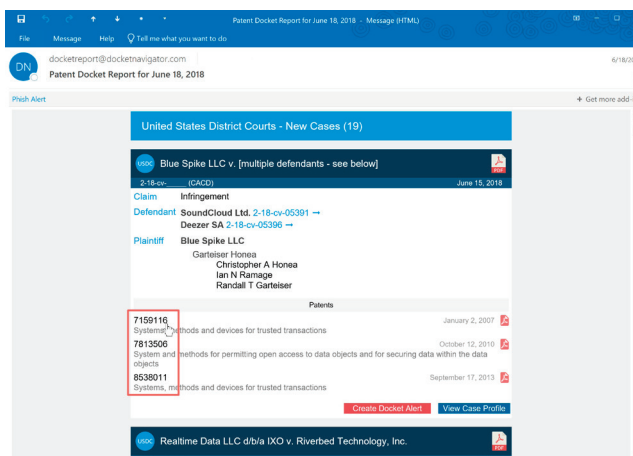 Patent Docket Report for June 18, 2018 - Message (HTML)
File Message Help Tell me what you want to do
DN
docketreport@docketnavigator.com
6/18/20
Patent Docket Report for June 18, 2018
Phish Alert
+ Get more add-
United States District Courts - New Cases (19)
USDC Blue Spike LLC v. [multiple defendants - see below] PDF
2-18-cv-_____ (CACD) June 15, 2018
Claim Infringement
Defendant SoundCloud Ltd. 2-18-cv-05391 →
Deezer SA 2-18-cv-05396 →
Plaintiff Blue Spike LLC
Garteiser Honea
Christopher A Honea
Ian N Ramage
Randall T Garteiser
Patents
7159116 January 2, 2007
Systems, methods and devices for trusted transactions
7813506 October 12, 2010
System and methods for permitting open access to data objects and for securing data within the data
objects
8538011 September 17, 2013
Systems, methods and devices for trusted transactions
Create Docket Alert View Case Profile
USDC Realtime Data LLC d/b/a IXO v. Riverbed Technology, Inc. PDF